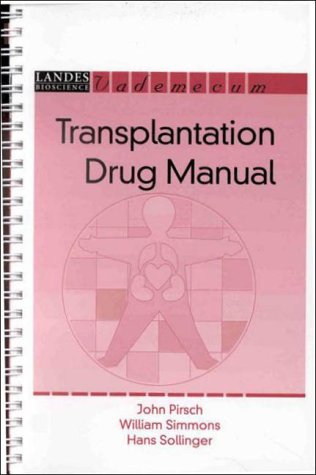 LANDES
BIOSCIENCE
Vademecum
Transplantation
Drug Manual
John Pirsch
William Simmons
Hans Sollinger